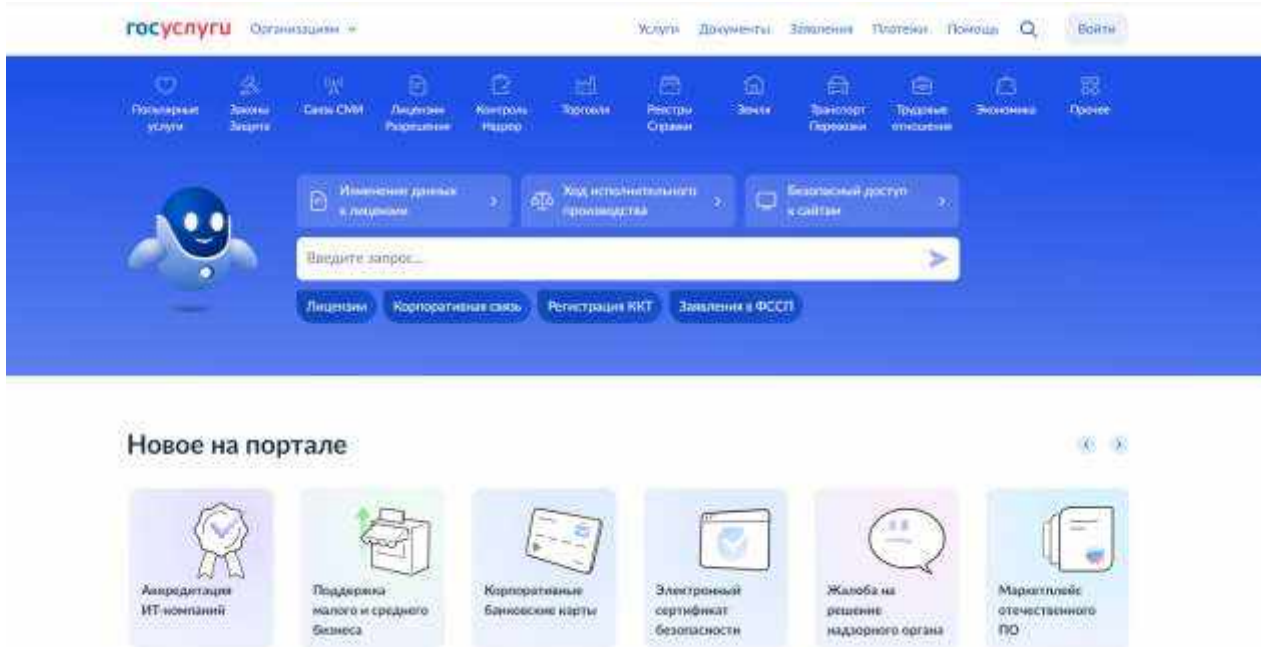 госуслуги Организациям
Услуги Документы Заявления Платежи Помощь Войти
Популярные
услуги
Законы
Защита
Связь СМИ
Лицензии
Разрешения
Контроль
Надзор
Торговля
Реестры
Справки
Земля
Транспорт
Перевозки
Трудовые
отношения
Экономика
Прочее
Изменение данных
в лицензии
Ход исполнительного
производства
Безопасный доступ
к сайтам
Введите запрос...
Лицензии Корпоративная связь Регистрация ККТ Заявления в ФССП
Новое на портале
Аккредитация
ИТ-компаний
Поддержка
малого и среднего
бизнеса
Корпоративные
банковские карты
Электронный
сертификат
безопасности
Жалоба на
решение
надзорного органа
Маркетплейс
отечественного
ПО